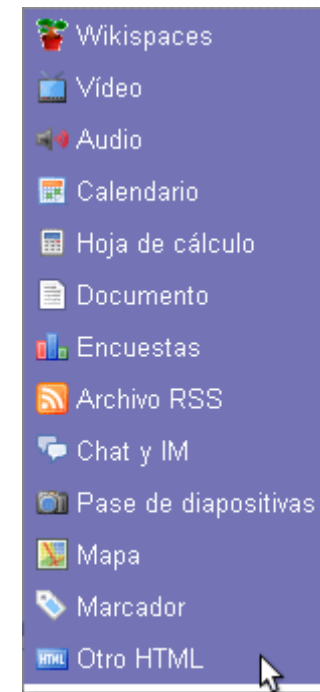 Wikispaces
Vídeo
Audio
Calendario
Hoja de cálculo
Documento
Encuestas
Archivo RSS
Chat y IM
Pase de diapositivas
Mapa
Marcador
HTML Otro HTML